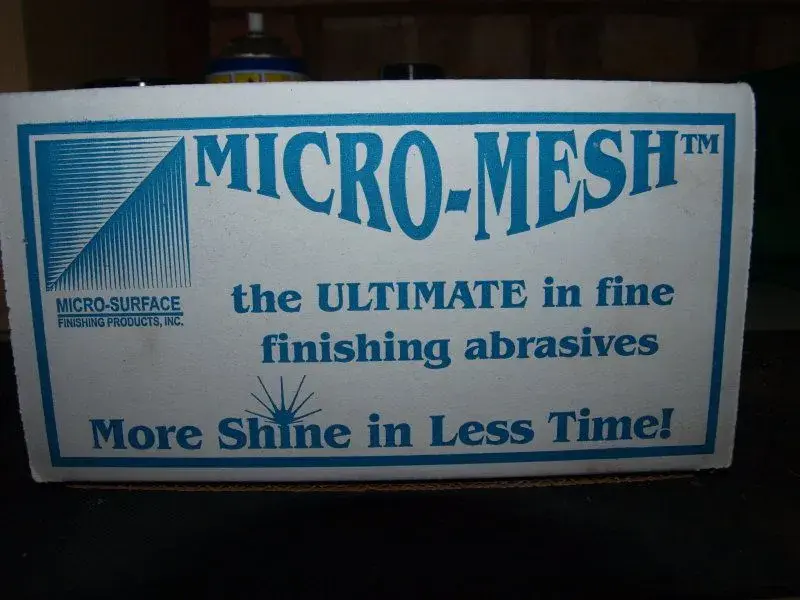 MICRO-MESH™
MICRO-SURFACE
FINISHING PRODUCTS, INC.
the ULTIMATE in fine
finishing abrasives
More Shine in Less Time!